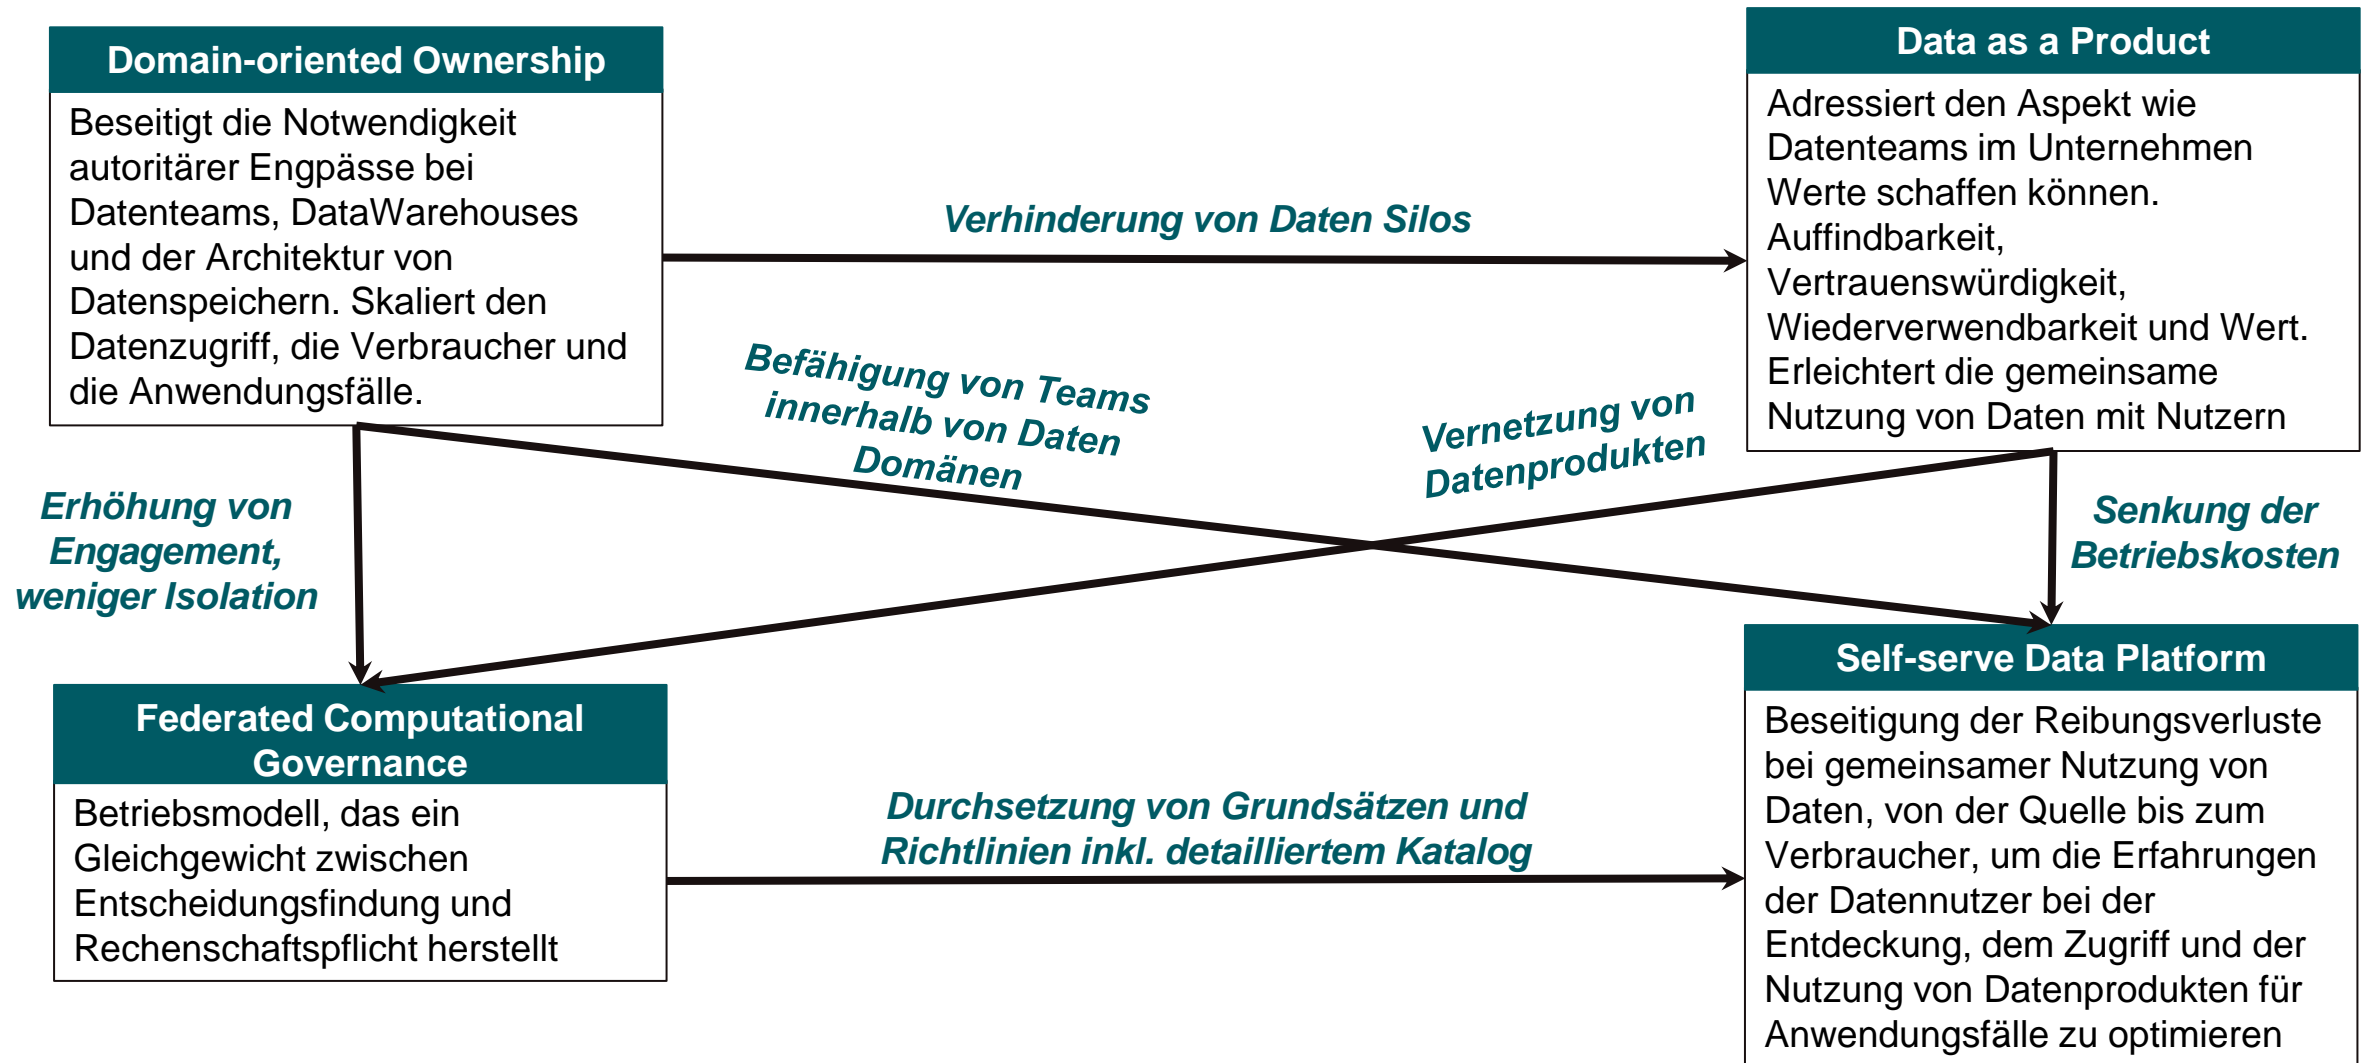 Domain-oriented Ownership
Beseitigt die Notwendigkeit
autoritärer Engpässe bei
Datenteams, DataWarehouses
und der Architektur von
Datenspeichern. Skaliert den
Datenzugriff, die Verbraucher und
die Anwendungsfälle.
Verhinderung von Daten Silos
Data as a Product
Adressiert den Aspekt wie
Datenteams im Unternehmen
Werte schaffen können.
Auffindbarkeit,
Vertrauenswürdigkeit,
Wiederverwendbarkeit und Wert.
Erleichtert die gemeinsame
Nutzung von Daten mit Nutzern
Befähigung von Teams
innerhalb von Daten
Domänen
Vernetzung von
Datenprodukten
Erhöhung von
Engagement,
weniger Isolation
Senkung der
Betriebskosten
Federated Computational
Governance
Betriebsmodell, das ein
Gleichgewicht zwischen
Entscheidungsfindung und
Rechenschaftspflicht herstellt
Durchsetzung von Grundsätzen und
Richtlinien inkl. detailliertem Katalog
Self-serve Data Platform
Beseitigung der Reibungsverluste
bei gemeinsamer Nutzung von
Daten, von der Quelle bis zum
Verbraucher, um die Erfahrungen
der Datennutzer bei der
Entdeckung, dem Zugriff und der
Nutzung von Datenprodukten für
Anwendungsfälle zu optimieren